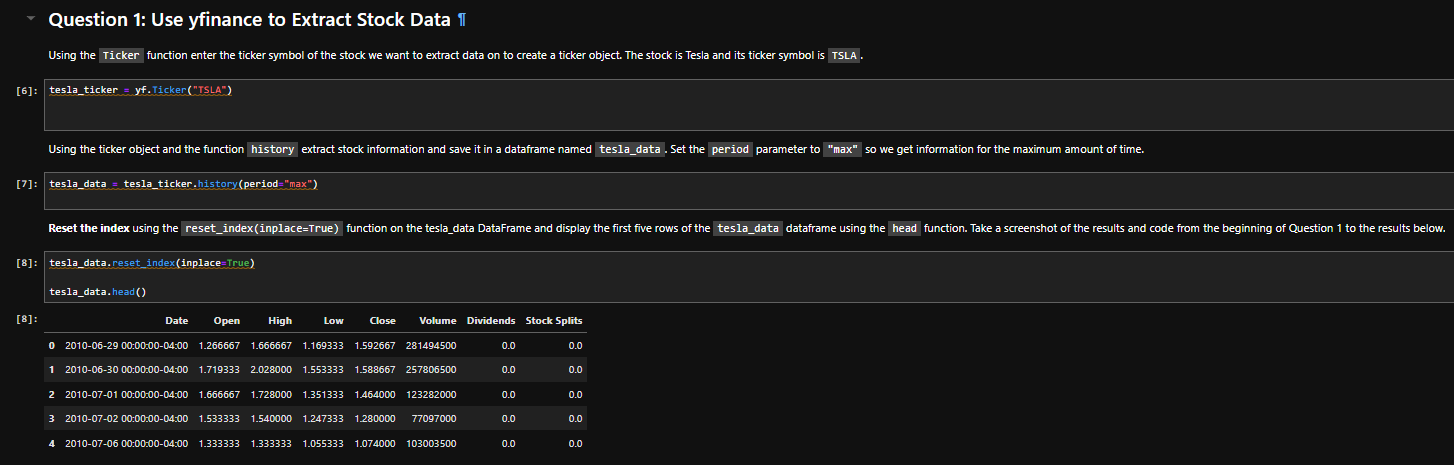 Question 1: Use yfinance to Extract Stock Data ¶
Using the Ticker function enter the ticker symbol of the stock we want to extract data on to create a ticker object. The stock is Tesla and its ticker symbol is TSLA.
[6]: tesla_ticker = yf.Ticker("TSLA")
Using the ticker object and the function history extract stock information and save it in a dataframe named tesla_data. Set the period parameter to "max" so we get information for the maximum amount of time.
[7]: tesla_data = tesla_ticker.history(period="max")
Reset the index using the reset_index(inplace=True) function on the tesla_data DataFrame and display the first five rows of the tesla_data dataframe using the head function. Take a screenshot of the results and code from the beginning of Question 1 to the results below.
[8]: tesla_data.reset_index(inplace=True)
tesla_data.head()
[8]:
Date Open High Low Close Volume Dividends Stock Splits
0 2010-06-29 00:00:00-04:00 1.266667 1.666667 1.169333 1.592667 281494500 0.0 0.0
1 2010-06-30 00:00:00-04:00 1.719333 2.028000 1.553333 1.588667 257806500 0.0 0.0
2 2010-07-01 00:00:00-04:00 1.666667 1.728000 1.351333 1.464000 123282000 0.0 0.0
3 2010-07-02 00:00:00-04:00 1.533333 1.540000 1.247333 1.280000 77097000 0.0 0.0
4 2010-07-06 00:00:00-04:00 1.333333 1.333333 1.055333 1.074000 103003500 0.0 0.0